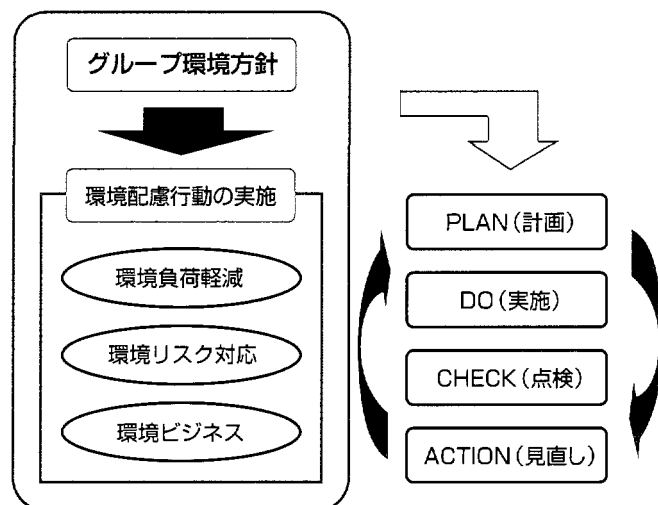 グループ環境方針
環境配慮行動の実施
環境負荷軽減
環境リスク対応
環境ビジネス
PLAN(計画)
DO(実施)
CHECK(点検)
ACTION(見直し)